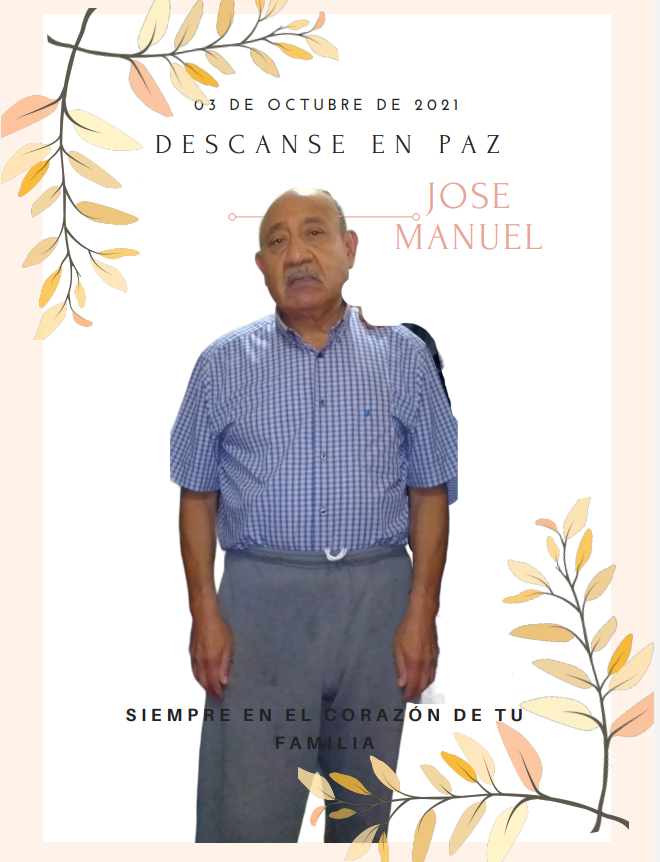 03 DE OCTUBRE DE 2021
DESCANSE EN PAZ
JOSE
MANUEL
SIEMPRE EN EL CORAZÓN DE TU
FAMILIA